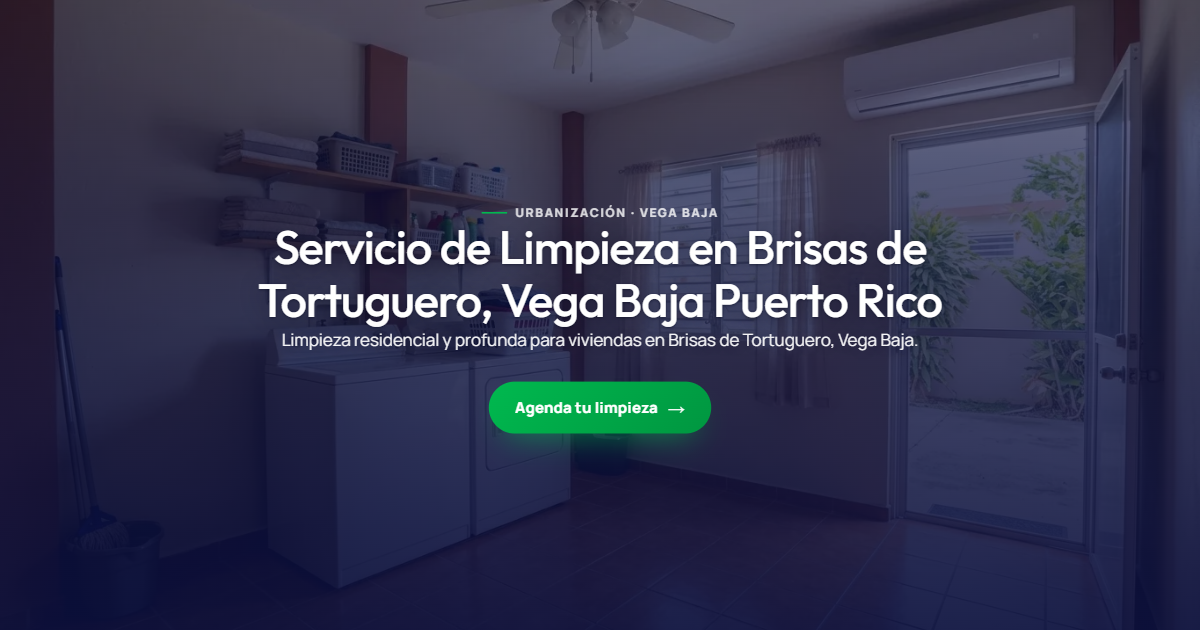 URBANIZACIÓN · VEGA BAJA
Servicio de Limpieza en Brisas de
Tortuguero, Vega Baja Puerto Rico
Limpieza residencial y profunda para viviendas en Brisas de Tortuguero, Vega Baja.
Agenda tu limpieza →